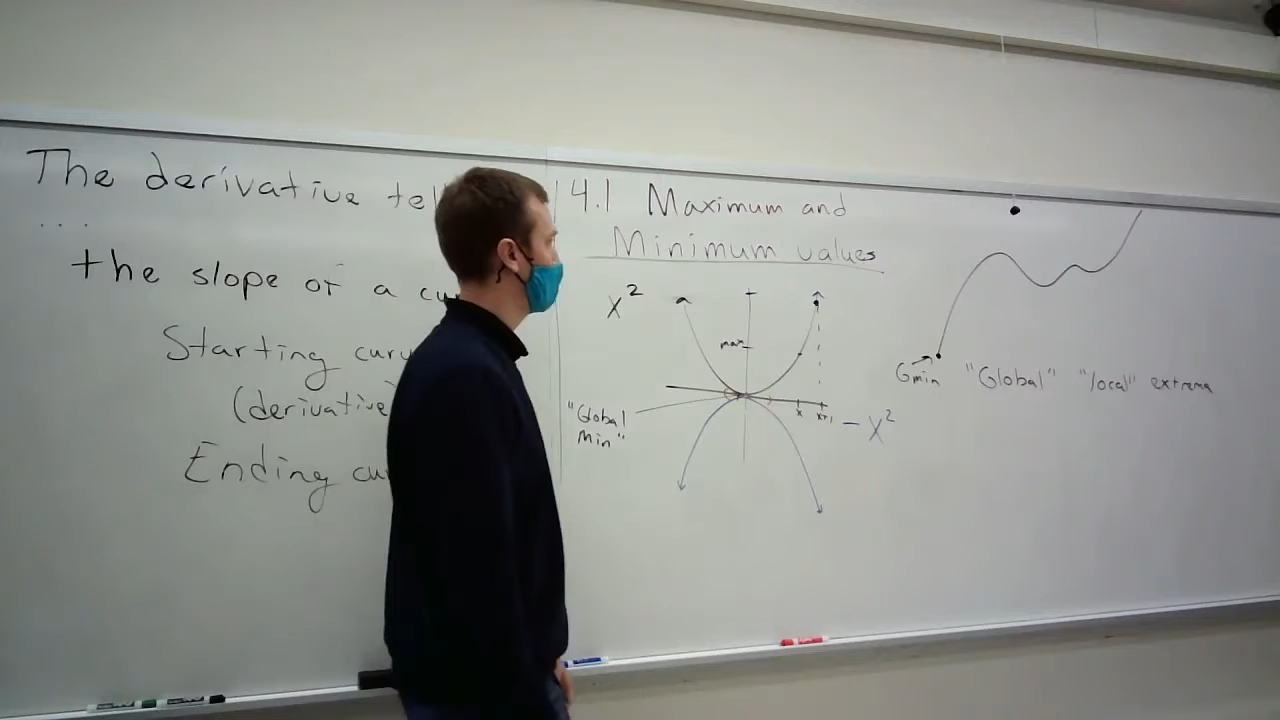 The derivative tel
...
the slope of a cu
Starting curv
(derivative)
Ending cu
4.1 Maximum and
Minimum values
x²
max
"Global
Min"
x x+1
- x²
Gmin "Global" "local" extrema